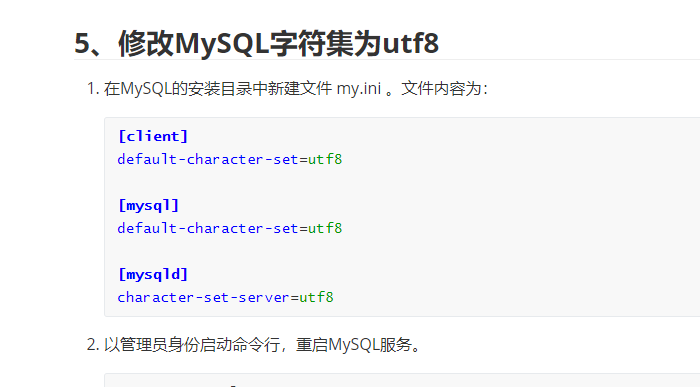 5、修改MySQL字符集为utf8
1. 在MySQL的安装目录中新建文件 my.ini 。文件内容为：
[client]
default-character-set=utf8
[mysql]
default-character-set=utf8
[mysqld]
character-set-server=utf8
2. 以管理员身份启动命令行，重启MySQL服务。